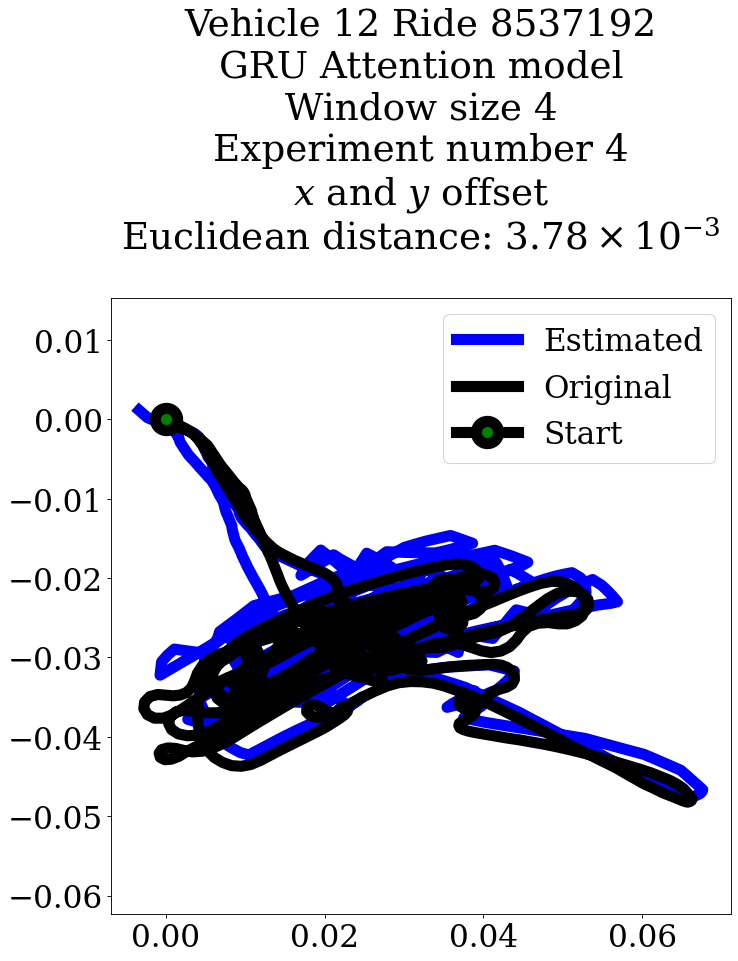 Vehicle 12 Ride 8537192
GRU Attention model
Window size 4
Experiment number 4
x and y offset
Euclidean distance: 3.78 × 10⁻³
Estimated
Original
Start
0.01
0.00
−0.01
−0.02
−0.03
−0.04
−0.05
−0.06
0.00 0.02 0.04 0.06